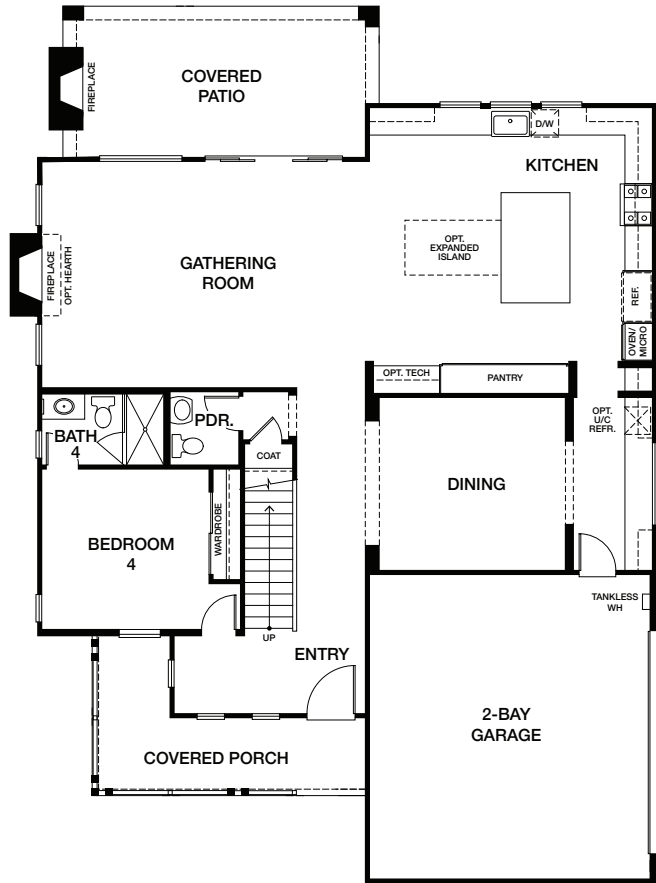 COVERED
PATIO
FIREPLACE
D/W
KITCHEN
OPT.
EXPANDED
ISLAND
GATHERING
ROOM
FIREPLACE
OPT. HEARTH
REF.
OVEN/
MICRO
OPT. TECH
PANTRY
OPT.
U/C
REFR.
PDR.
BATH
4
COAT
DINING
WARDROBE
BEDROOM
4
UP
ENTRY
TANKLESS
WH
2-BAY
GARAGE
COVERED PORCH